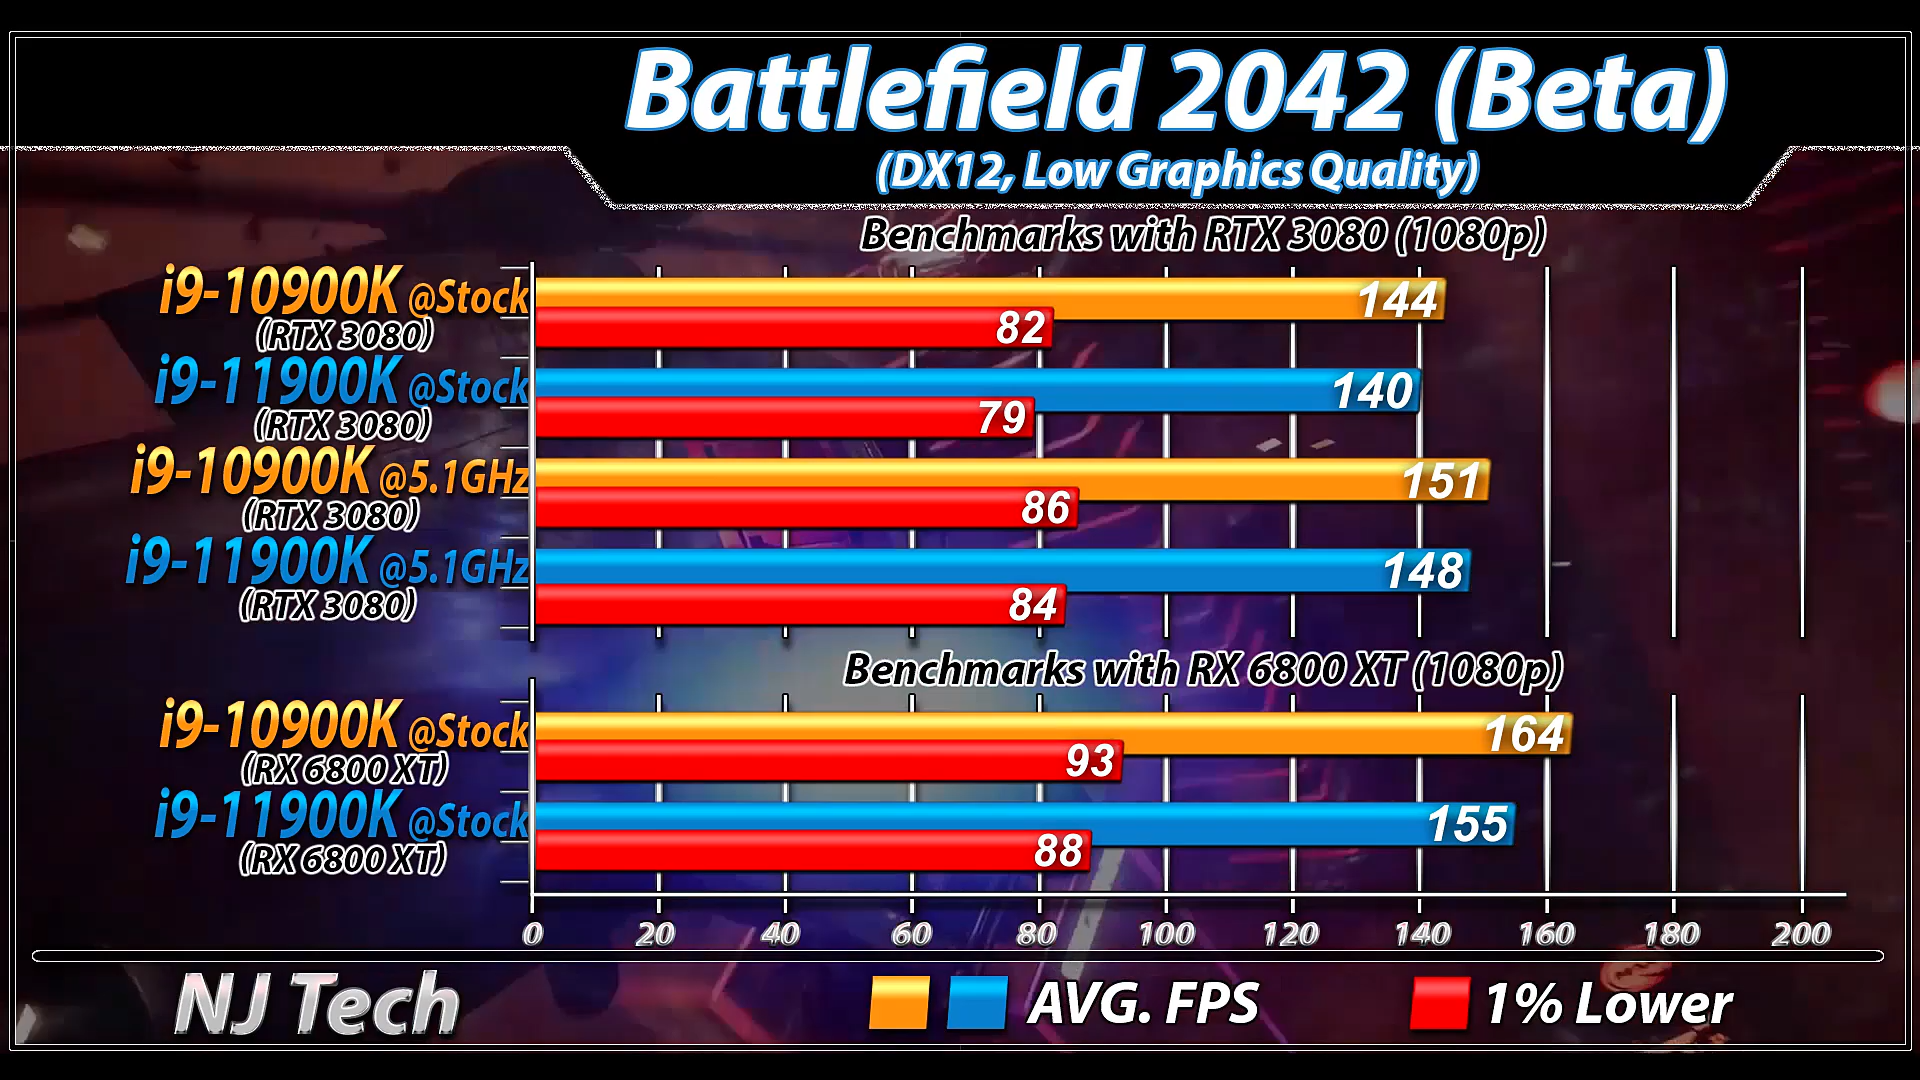 Battlefield 2042 (Beta)
(DX12, Low Graphics Quality)
Benchmarks with RTX 3080 (1080p)
i9-10900K @Stock
(RTX 3080)
144
82
i9-11900K @Stock
(RTX 3080)
140
79
i9-10900K @5.1GHz
(RTX 3080)
151
86
i9-11900K @5.1GHz
(RTX 3080)
148
84
Benchmarks with RX 6800 XT (1080p)
i9-10900K @Stock
(RX 6800 XT)
164
93
i9-11900K @Stock
(RX 6800 XT)
155
88
0 20 40 60 80 100 120 140 160 180 200
NJ Tech
AVG. FPS
1% Lower